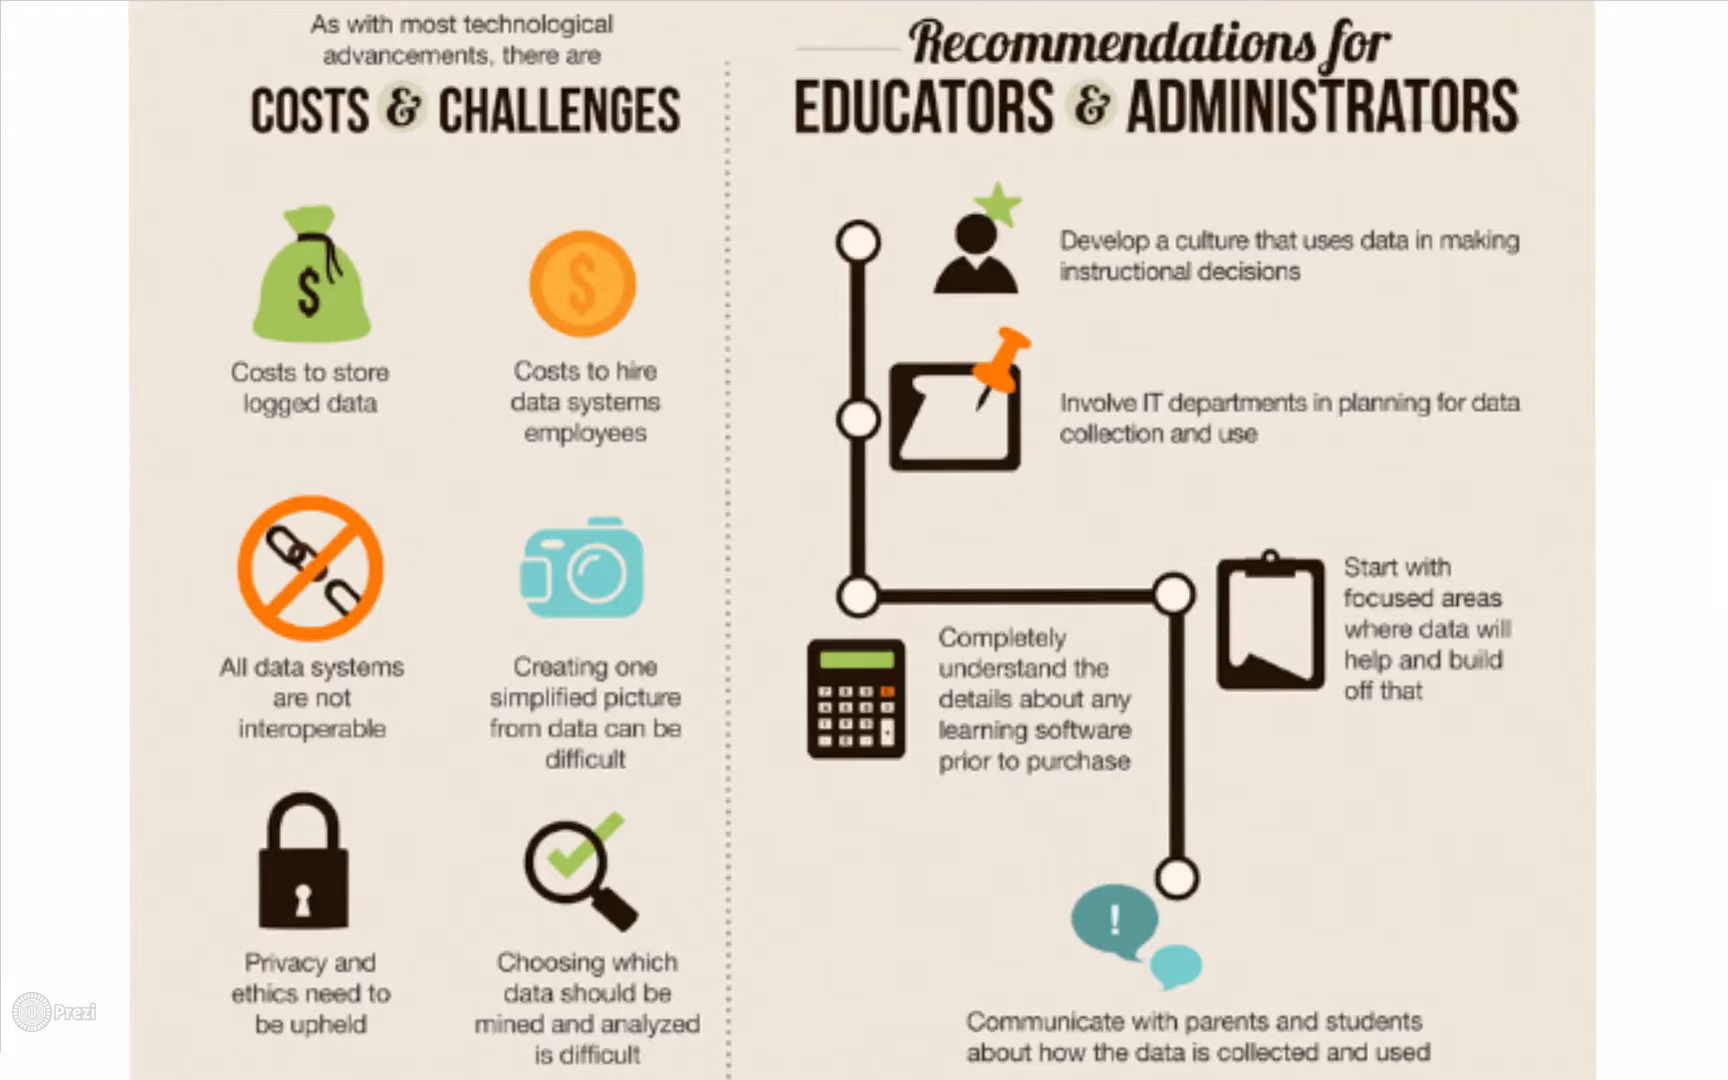 As with most technological
advancements, there are
COSTS & CHALLENGES
$
Costs to store
logged data
$
Costs to hire
data systems
employees
All data systems
are not
interoperable
Creating one
simplified picture
from data can be
difficult
Privacy and
ethics need to
be upheld
Choosing which
data should be
mined and analyzed
is difficult
Recommendations for
EDUCATORS & ADMINISTRATORS
Develop a culture that uses data in making
instructional decisions
Involve IT departments in planning for data
collection and use
Completely
understand the
details about any
learning software
prior to purchase
Start with
focused areas
where data will
help and build
off that
!
Communicate with parents and students
about how the data is collected and used
Prezi